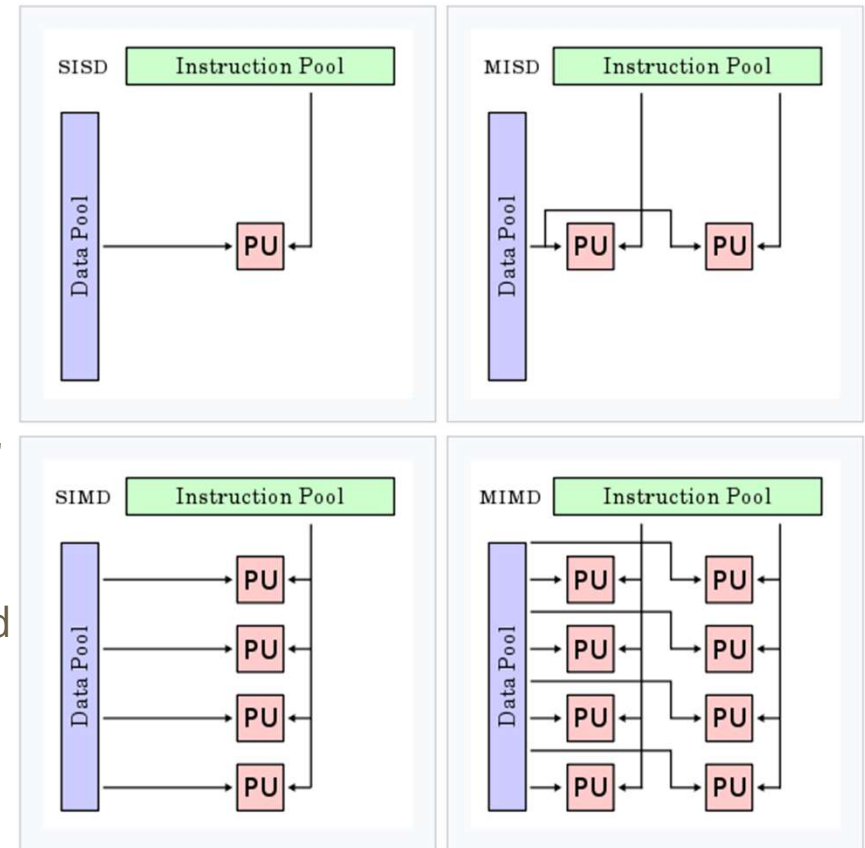 SISD Instruction Pool
Data Pool
PU
MISD Instruction Pool
Data Pool
PU PU
SIMD Instruction Pool
Data Pool
PU
PU
PU
PU
MIMD Instruction Pool
Data Pool
PU PU
PU PU
PU PU
PU PU
d